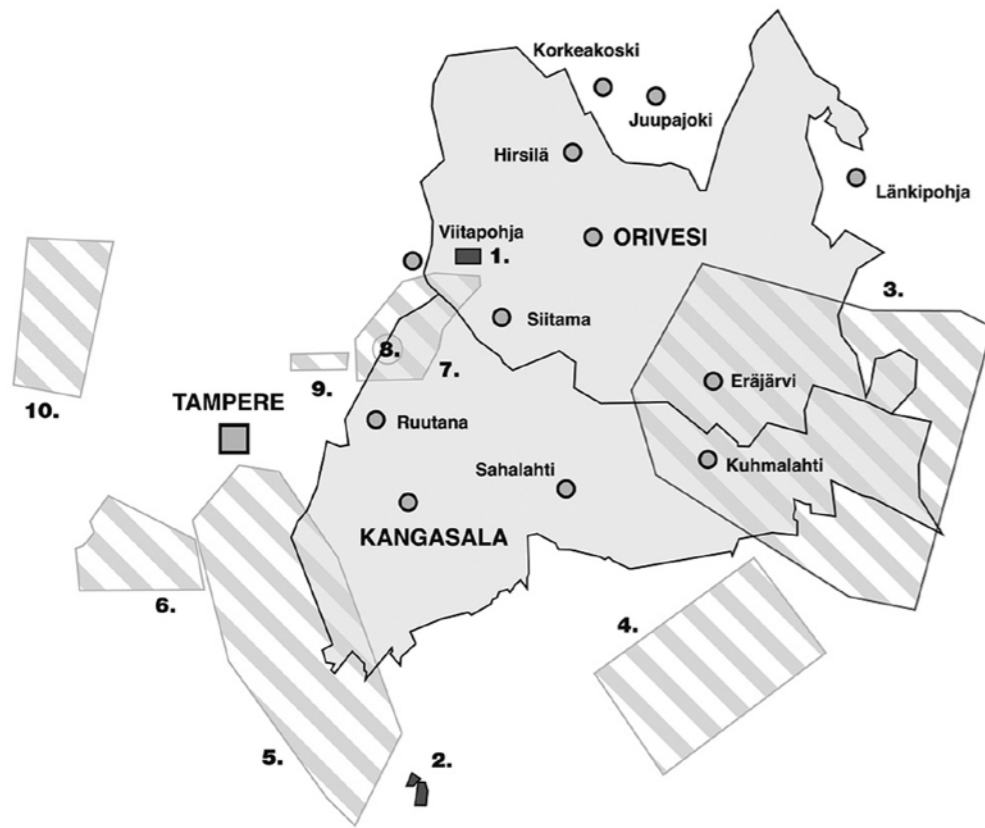 Korkeakoski
Juupajoki
Hirsilä
Länkipohja
Viitapohja
ORIVESI
1.
3.
Siitama
8.
7.
9.
Eräjärvi
10.
TAMPERE
Ruutana
Kuhmalahti
Sahalahti
KANGASALA
6.
4.
5.
2.